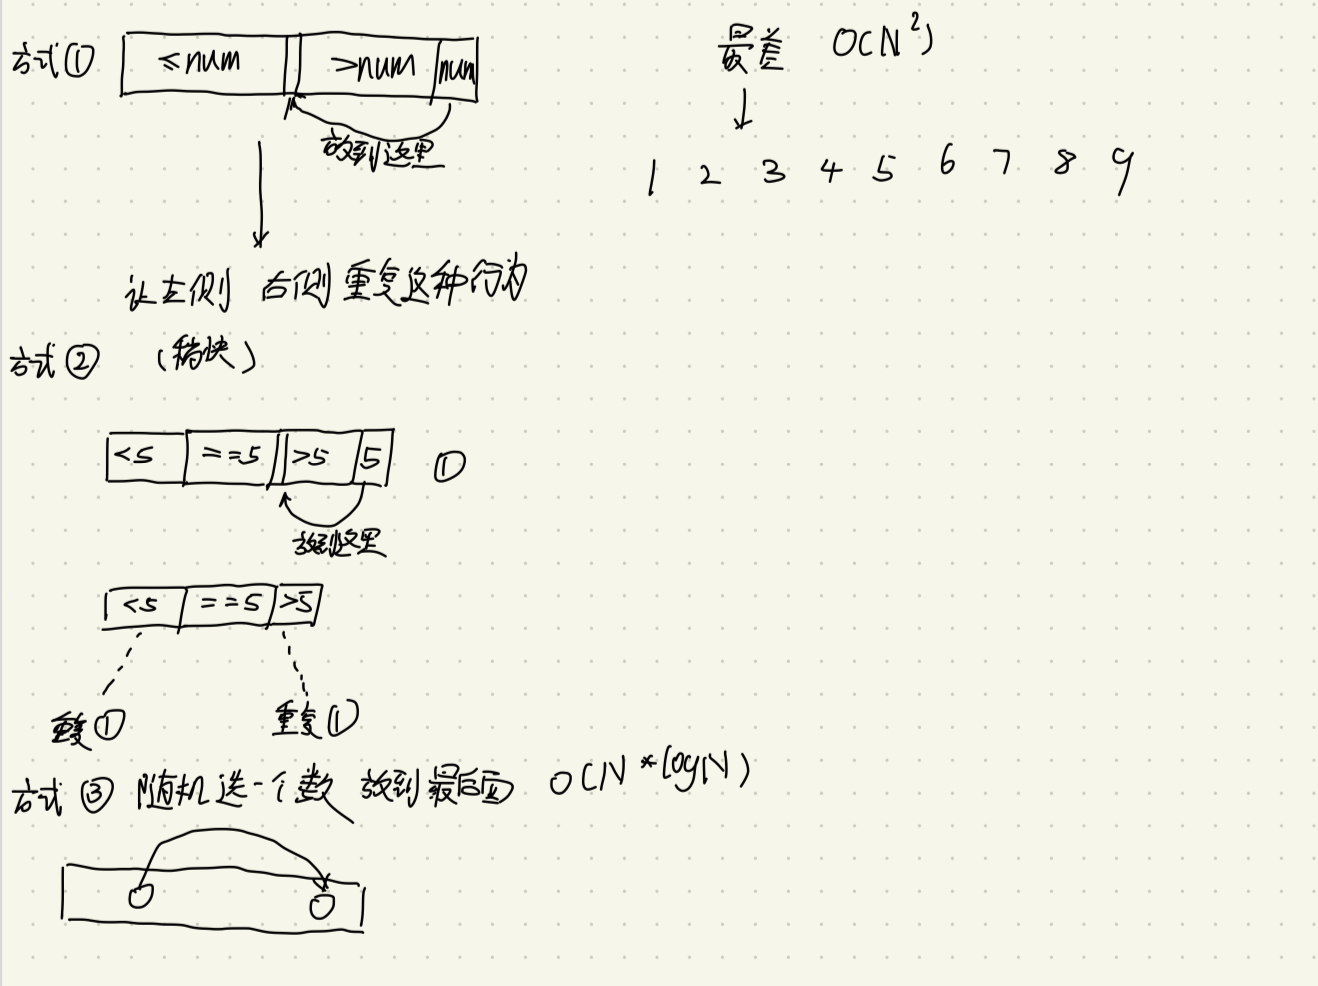 方式① ≤num >num num
放到这里
最差 O(N²)
1 2 3 4 5 6 7 8 9
让左侧 右侧重复这种行为
方式② (稍快)
<5 ==5 >5 5 ①
放到这里
<5 ==5 >5
重复① 重复①
方式③ 随机选一个数 放到最后面 O(N*logN)